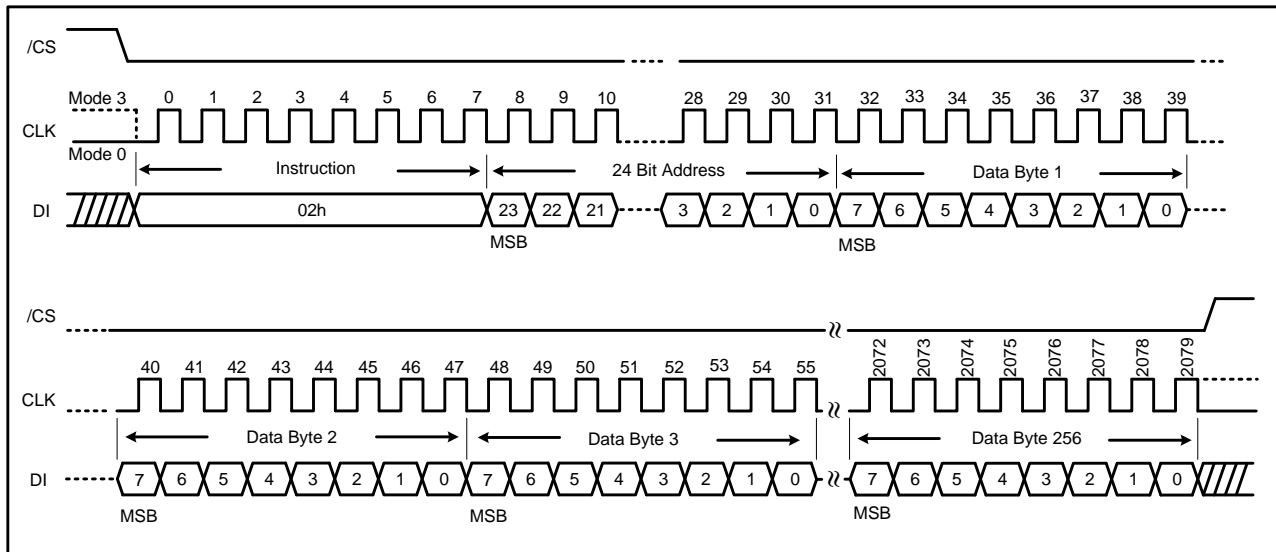 /CS
Mode 3 0 1 2 3 4 5 6 7 8 9 10 28 29 30 31 32 33 34 35 36 37 38 39
CLK
Mode 0
Instruction 24 Bit Address Data Byte 1
DI 02h 23 22 21 3 2 1 0 7 6 5 4 3 2 1 0
MSB MSB
/CS
40 41 42 43 44 45 46 47 48 49 50 51 52 53 54 55 2072 2073 2074 2075 2076 2077 2078 2079
CLK
Data Byte 2 Data Byte 3 Data Byte 256
DI 7 6 5 4 3 2 1 0 7 6 5 4 3 2 1 0 7 6 5 4 3 2 1 0
MSB MSB MSB